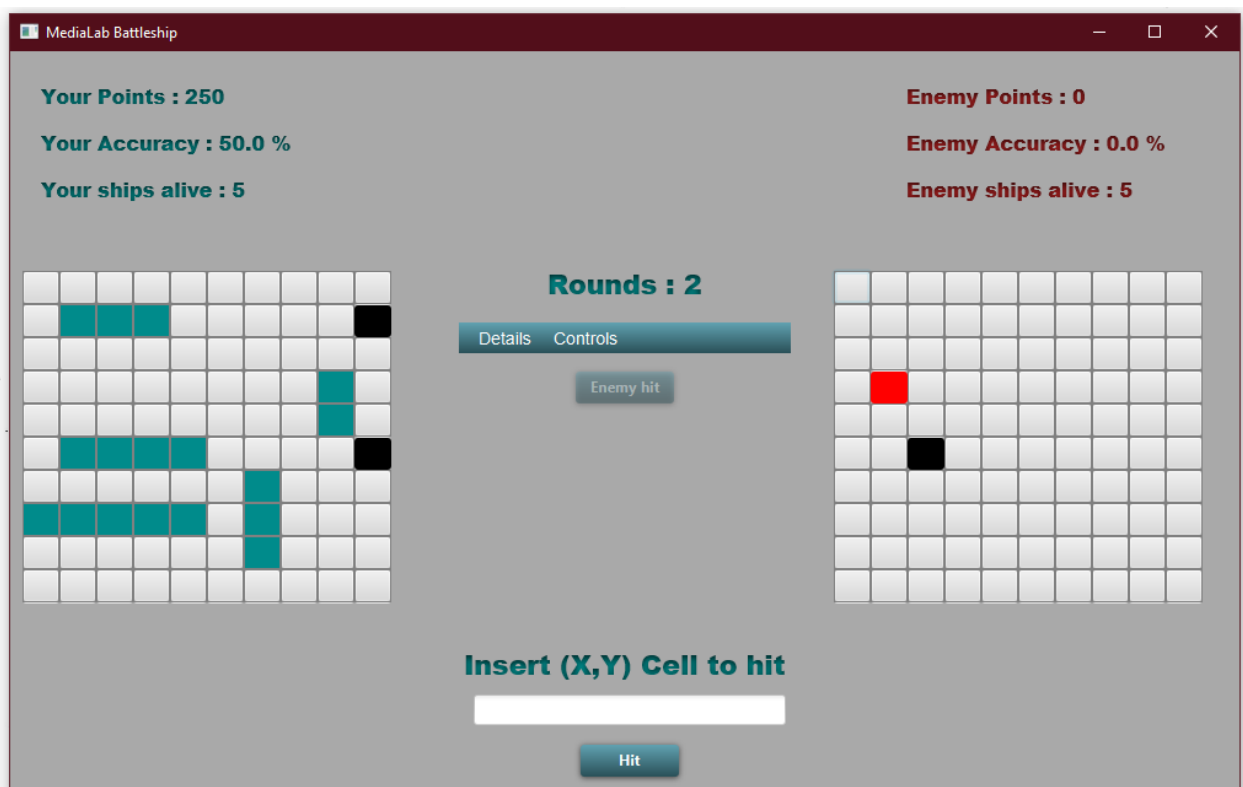 MediaLab Battleship
Your Points : 250
Enemy Points : 0
Your Accuracy : 50.0 %
Enemy Accuracy : 0.0 %
Your ships alive : 5
Enemy ships alive : 5
Rounds : 2
Details Controls
Enemy hit
Insert (X,Y) Cell to hit
Hit